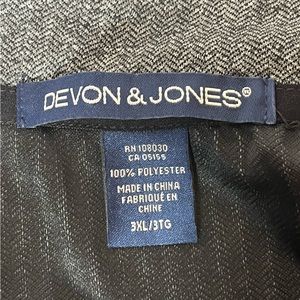 DEVON & JONES®
RN 108030
CA 05155
100% POLYESTER
MADE IN CHINA
FABRIQUÉ EN
CHINE
3XL/3TG